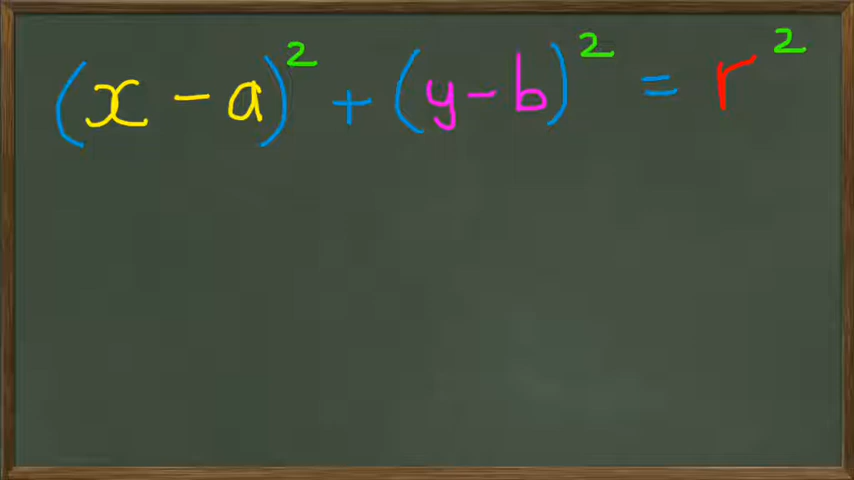 (x - a)² + (y - b)² = r²